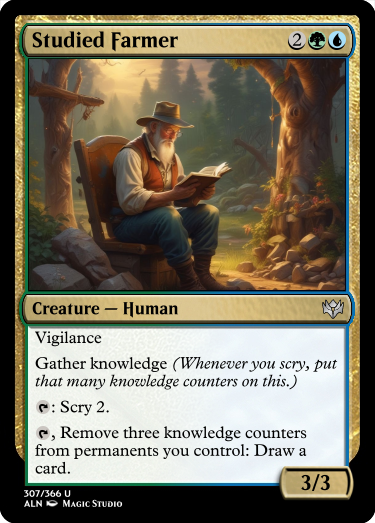 Studied Farmer 2
Creature — Human
Vigilance
Gather knowledge (Whenever you scry, put
that many knowledge counters on this.)
: Scry 2.
, Remove three knowledge counters
from permanents you control: Draw a
card.
3/3
307/366 U
ALN Magic Studio